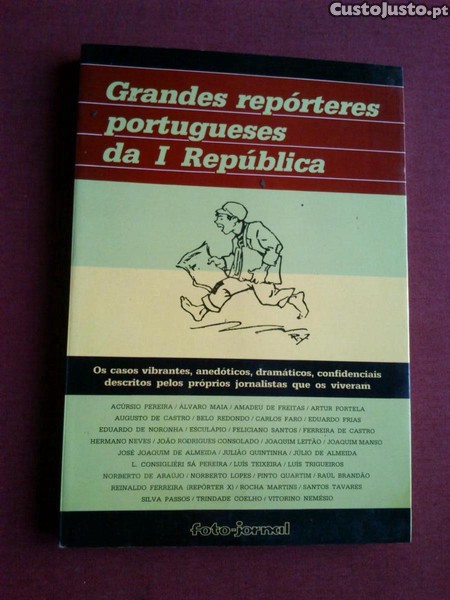 CustoJusto.pt
Grandes repórteres
portugueses
da I República
Os casos vibrantes, anedóticos, dramáticos, confidenciais
descritos pelos próprios jornalistas que os viveram
ACÚRSIO PEREIRA / ÁLVARO MAIA / AMADEU DE FREITAS / ARTUR PORTELA
AUGUSTO DE CASTRO / BELO REDONDO / CARLOS FARO / EDUARDO FRIAS
EDUARDO DE NORONHA / ESCULÁPIO / FELICIANO SANTOS / FERREIRA DE CASTRO
HERMANO NEVES / JOÃO RODRIGUES CONSOLADO / JOAQUIM LEITÃO / JOAQUIM MANSO
JOSÉ JOAQUIM DE ALMEIDA / JULIÃO QUINTINHA / JÚLIO DE ALMEIDA
L. CONSIGLIÉRI SÁ PEREIRA / LUÍS TEIXEIRA / LUÍS TRIGUEIROS
NORBERTO DE ARAÚJO / NORBERTO LOPES / PINTO QUARTIM / RAÚL BRANDÃO
REINALDO FERREIRA (REPÓRTER X) / ROCHA MARTINS / SANTOS TAVARES
SILVA PASSOS / TRINDADE COELHO / VITORINO NEMÉSIO
foto-jornal